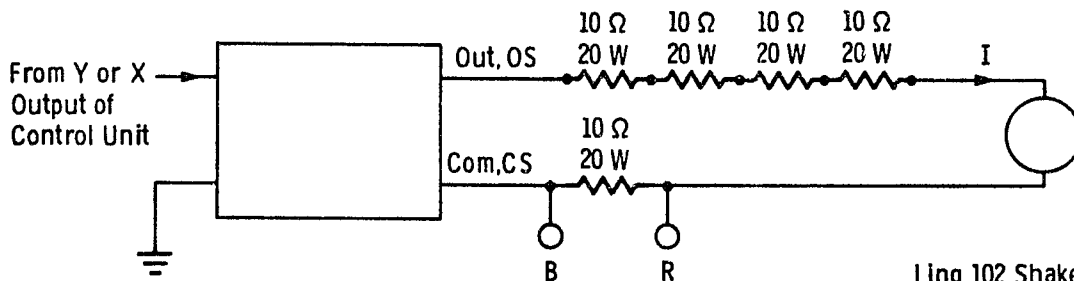 10 Ω 10 Ω 10 Ω 10 Ω
20 W 20 W 20 W 20 W
Out, OS
I
From Y or X
Output of
Control Unit
10 Ω
20 W
Com,CS
B R
Ling 102 Shake